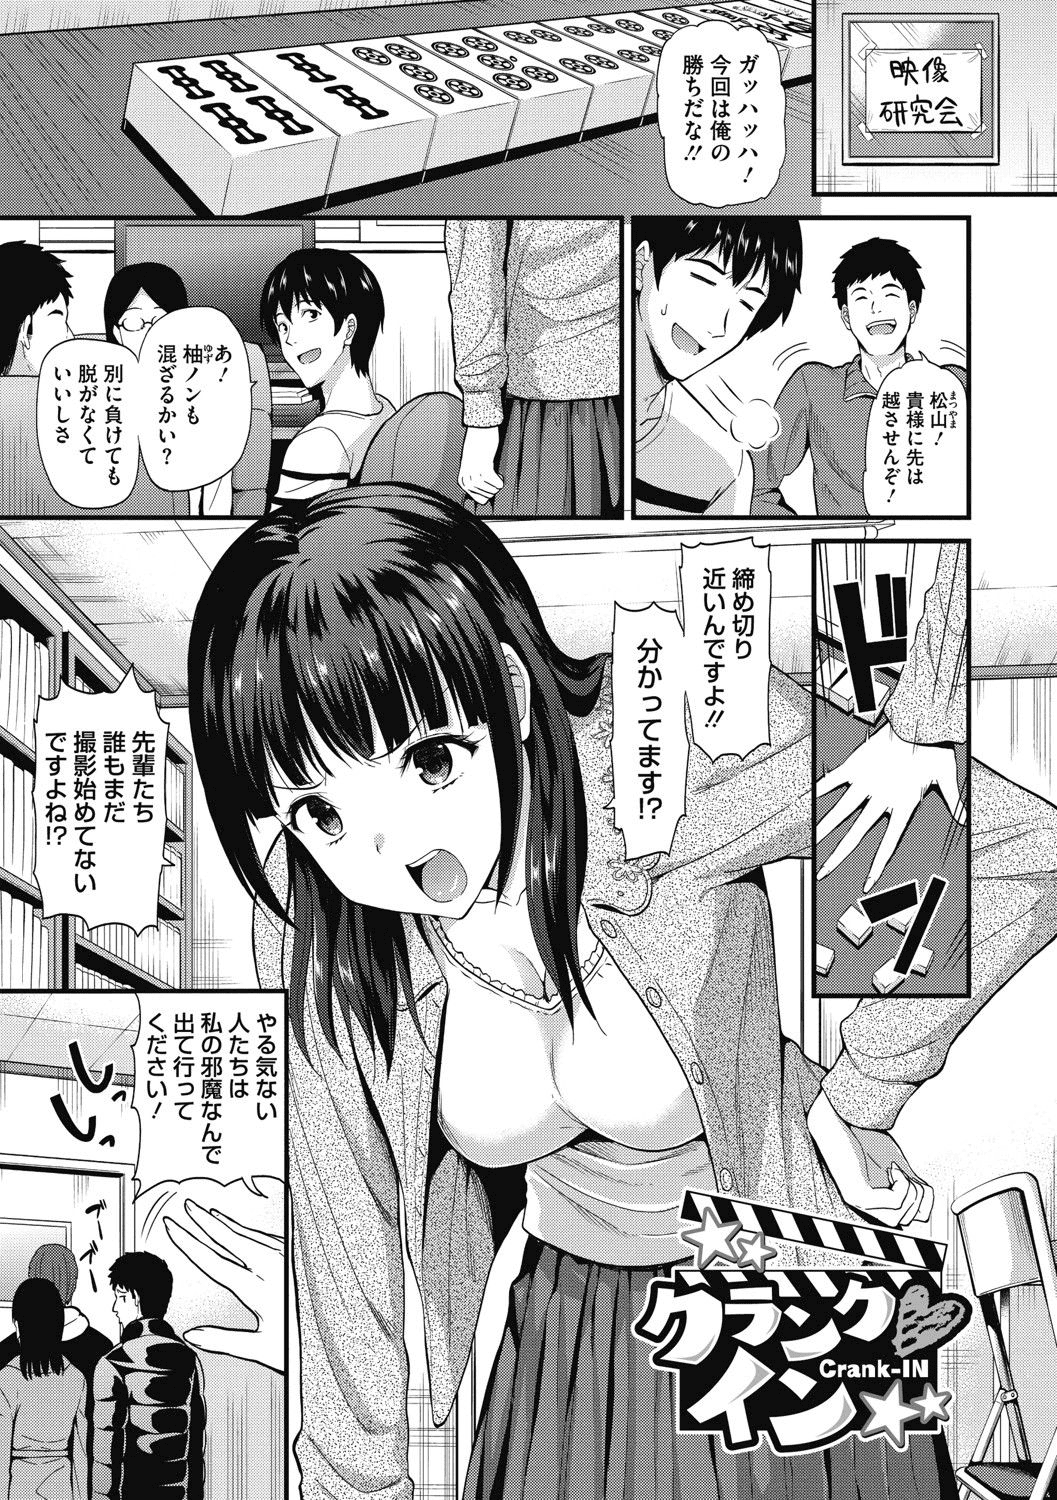 映像
研究会
ガッハッハ!
今回は俺の
勝ちだな!!
松山!
まつやま
貴様に先は
越させんぞ!
あ!
柚ノンも
ゆず
混ざるかい?
別に負けても
脱がなくて
いいしさ
ドン
締め切り
近いんですよ!!
分かってます!?
先輩たち
誰もまだ
撮影始めてない
ですよね!?
やる気ない
人たちは
私の邪魔なんで
出て行って
ください!
しっしっ
ブー
ブー
クランク
イン
Crank-IN